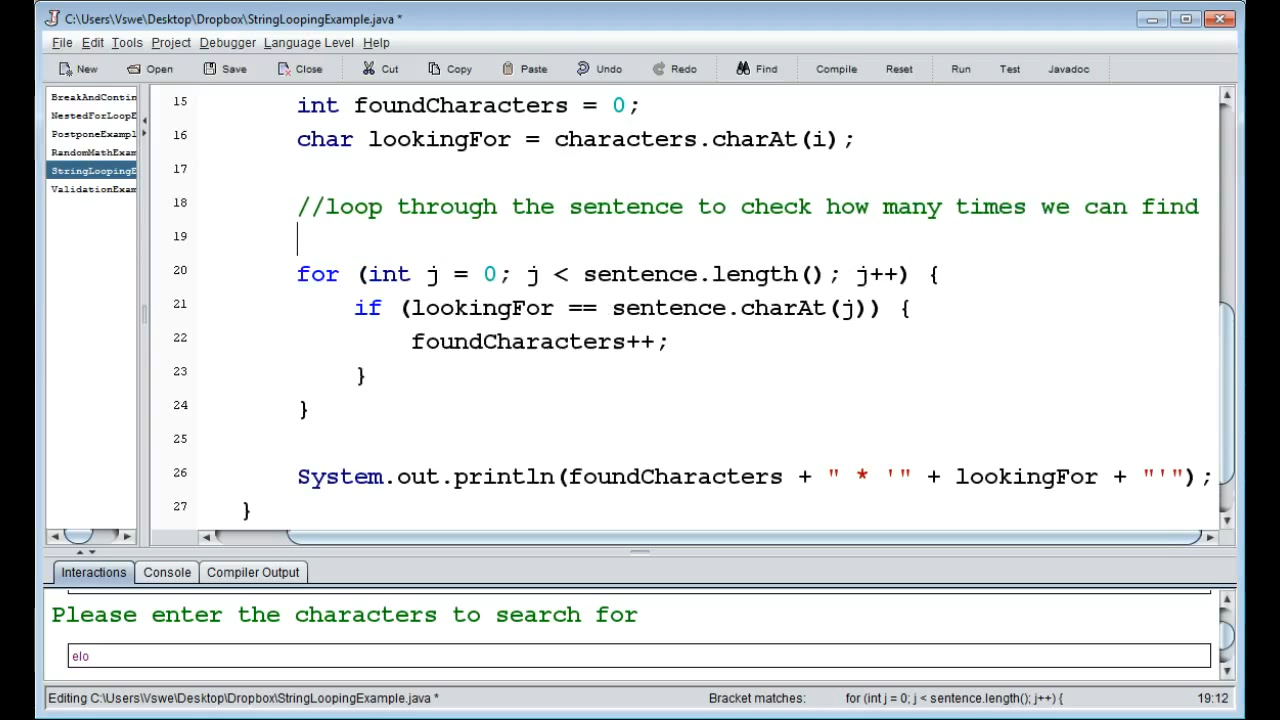 C:\Users\Vswe\Desktop\Dropbox\StringLoopingExample.java *
File Edit Tools Project Debugger Language Level Help
New Open Save Close Cut Copy Paste Undo Redo Find Compile Reset Run Test Javadoc
BreakAndContin
NestedForLoopE
PostponeExampl
RandomMathExam
StringLoopingE
ValidationExam
15 int foundCharacters = 0;
16 char lookingFor = characters.charAt(i);
17
18 //loop through the sentence to check how many times we can find
19
20 for (int j = 0; j < sentence.length(); j++) {
21 if (lookingFor == sentence.charAt(j)) {
22 foundCharacters++;
23 }
24 }
25
26 System.out.println(foundCharacters + " * '" + lookingFor + "'");
27 }
Interactions Console Compiler Output
Please enter the characters to search for
elo
Editing C:\Users\Vswe\Desktop\Dropbox\StringLoopingExample.java * Bracket matches: for (int j = 0; j < sentence.length(); j++) { 19:12